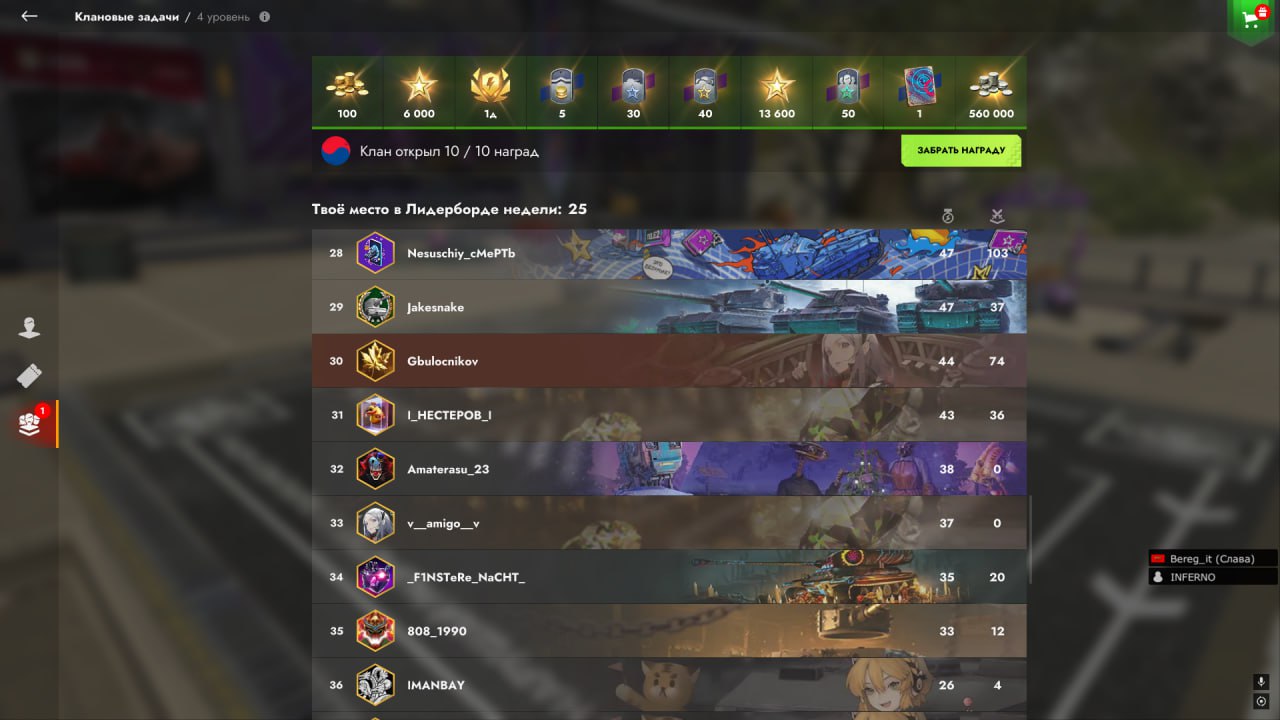 Клановые задачи / 4 уровень
100 6 000 1д 5 30 40 13 600 50 1 560 000
Клан открыл 10 / 10 наград ЗАБРАТЬ НАГРАДУ
Твоё место в Лидерборде недели: 25
28 Nesuschiy_cMePTb 47 103
29 Jakesnake 47 37
30 Gbulocnikov 44 74
31 I_НЕСТЕРОВ_I 43 36
32 Amaterasu_23 38 0
33 v__amigo__v 37 0
1
34 _F1NSTeRe_NaCHT_ 35 20
35 808_1990 33 12
36 IMANBAY 26 4
Bereg_it (Слава)
INFERNO